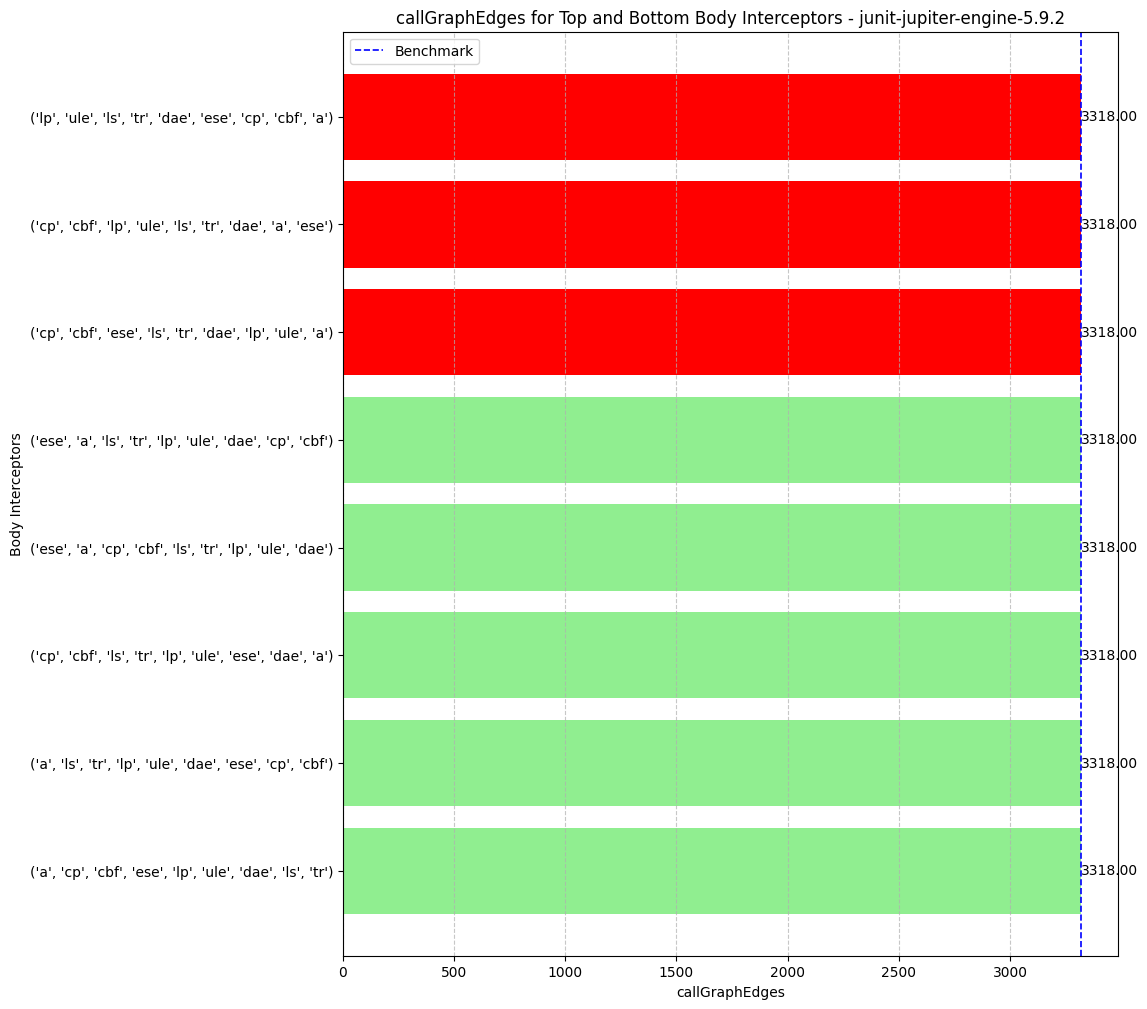 callGraphEdges for Top and Bottom Body Interceptors - junit-jupiter-engine-5.9.2
Benchmark
('lp', 'ule', 'ls', 'tr', 'dae', 'ese', 'cp', 'cbf', 'a')
3318.00
('cp', 'cbf', 'lp', 'ule', 'ls', 'tr', 'dae', 'a', 'ese')
3318.00
('cp', 'cbf', 'ese', 'ls', 'tr', 'dae', 'lp', 'ule', 'a')
3318.00
('ese', 'a', 'ls', 'tr', 'lp', 'ule', 'dae', 'cp', 'cbf')
3318.00
('ese', 'a', 'cp', 'cbf', 'ls', 'tr', 'lp', 'ule', 'dae')
3318.00
('cp', 'cbf', 'ls', 'tr', 'lp', 'ule', 'ese', 'dae', 'a')
3318.00
('a', 'ls', 'tr', 'lp', 'ule', 'dae', 'ese', 'cp', 'cbf')
3318.00
('a', 'cp', 'cbf', 'ese', 'lp', 'ule', 'dae', 'ls', 'tr')
3318.00
Body Interceptors
0 500 1000 1500 2000 2500 3000
callGraphEdges